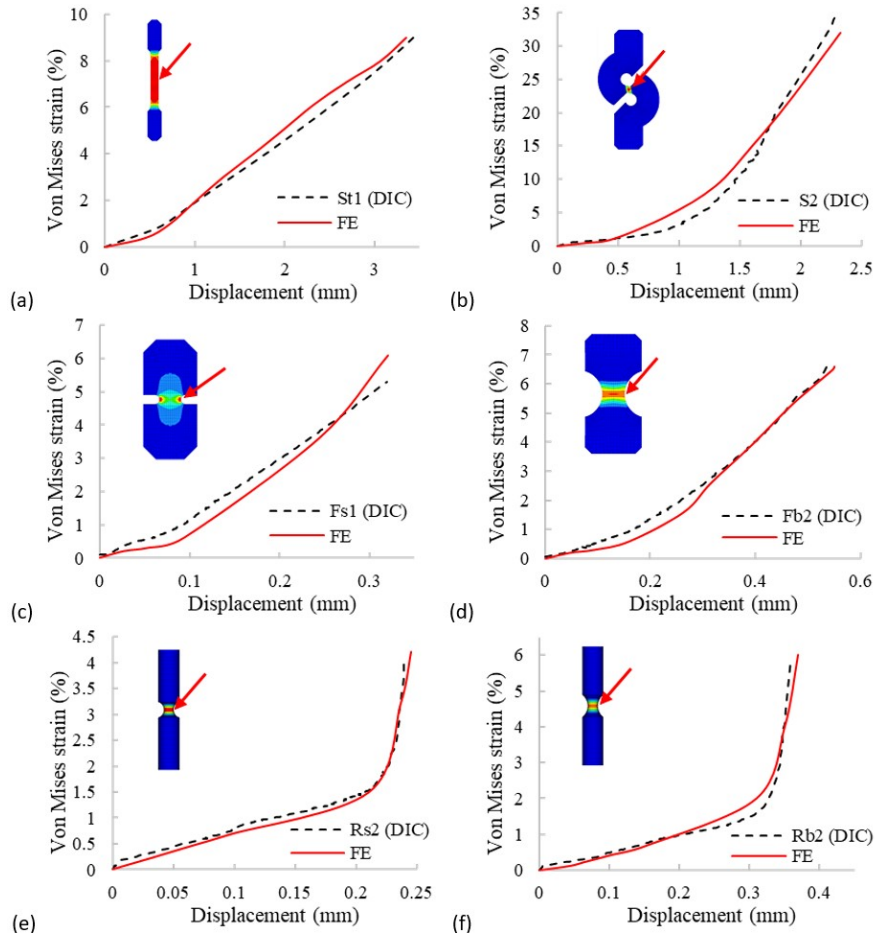 Von Mises strain (%)
10
8
6
4
2
0
St1 (DIC)
FE
0
1
2
3
Displacement (mm)
(a)
Von Mises strain (%)
35
30
25
20
15
10
5
0
S2 (DIC)
FE
0
0.5
1
1.5
2
2.5
Displacement (mm)
(b)
Von Mises strain (%)
7
6
5
4
3
2
1
0
Fs1 (DIC)
FE
0
0.1
0.2
0.3
Displacement (mm)
(c)
Von Mises strain (%)
8
7
6
5
4
3
2
1
0
Fb2 (DIC)
FE
0
0.2
0.4
0.6
Displacement (mm)
(d)
Von Mises strain (%)
4.5
4
3.5
3
2.5
2
1.5
1
0.5
0
Rs2 (DIC)
FE
0
0.05
0.1
0.15
0.2
0.25
Displacement (mm)
(e)
Von Mises strain (%)
6
5
4
3
2
1
0
Rb2 (DIC)
FE
0
0.1
0.2
0.3
0.4
Displacement (mm)
(f)